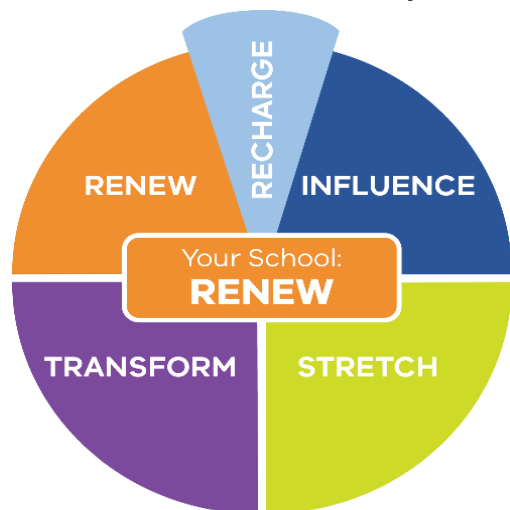 RECHARGE
RENEW
INFLUENCE
Your School:
RENEW
TRANSFORM
STRETCH